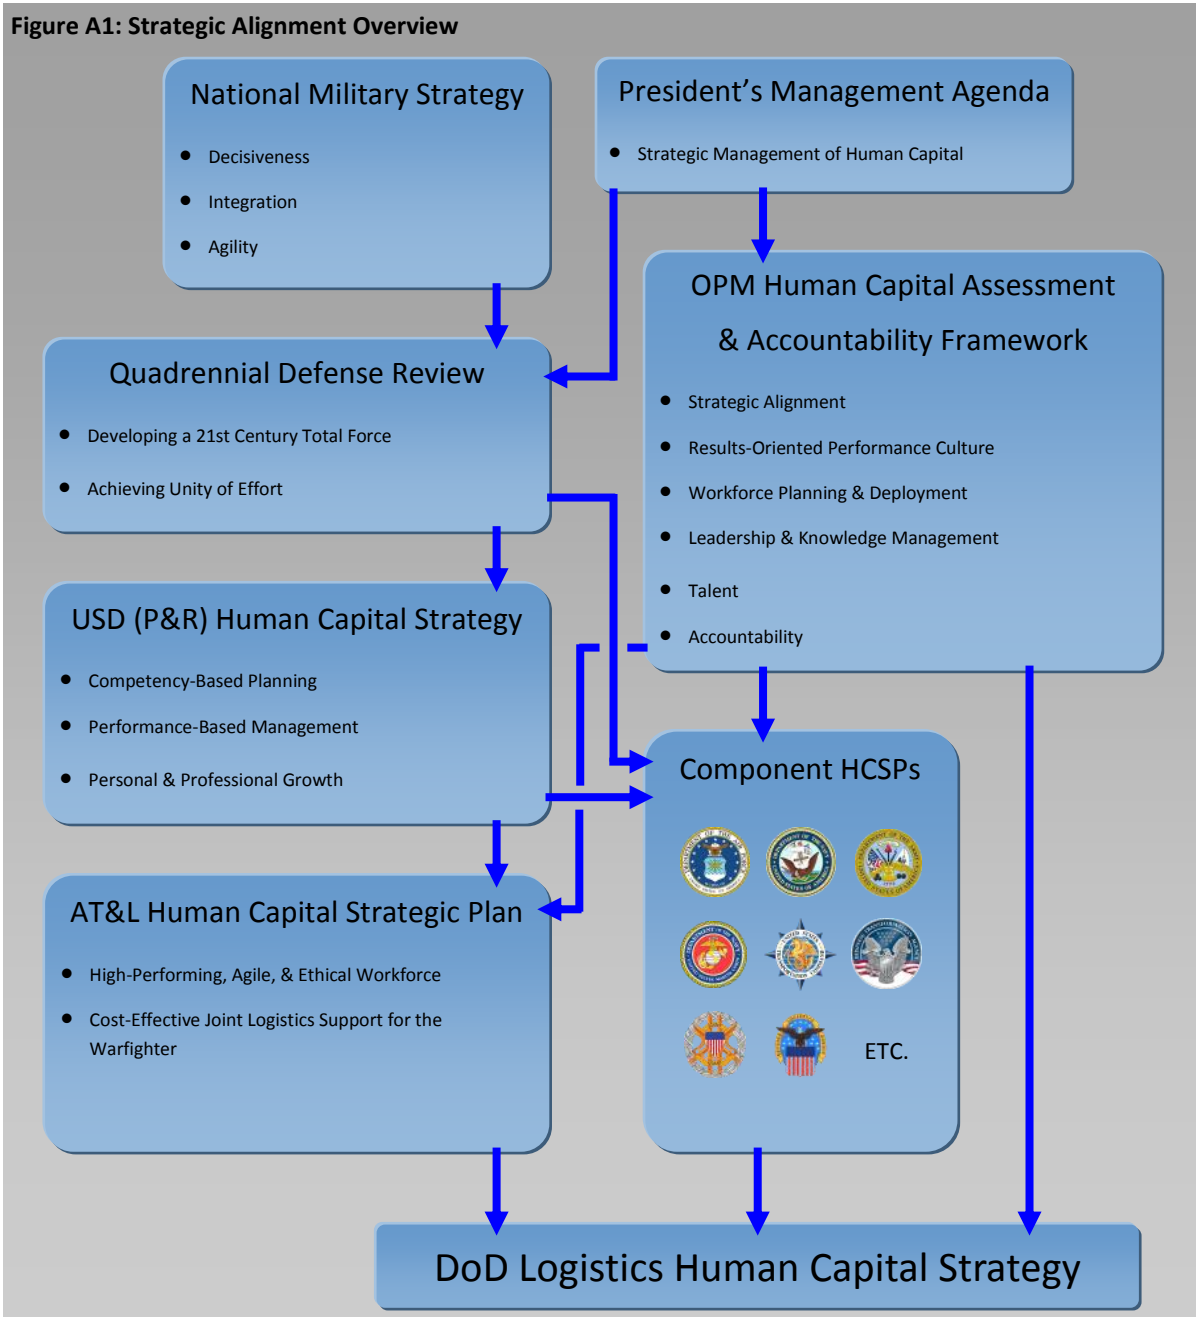 Figure A1: Strategic Alignment Overview
National Military Strategy
• Decisiveness
• Integration
• Agility
President’s Management Agenda
• Strategic Management of Human Capital
OPM Human Capital Assessment
& Accountability Framework
• Strategic Alignment
• Results-Oriented Performance Culture
• Workforce Planning & Deployment
• Leadership & Knowledge Management
• Talent
• Accountability
Quadrennial Defense Review
• Developing a 21st Century Total Force
• Achieving Unity of Effort
USD (P&R) Human Capital Strategy
• Competency-Based Planning
• Performance-Based Management
• Personal & Professional Growth
Component HCSPs
ETC.
AT&L Human Capital Strategic Plan
• High-Performing, Agile, & Ethical Workforce
• Cost-Effective Joint Logistics Support for the
Warfighter
DoD Logistics Human Capital Strategy